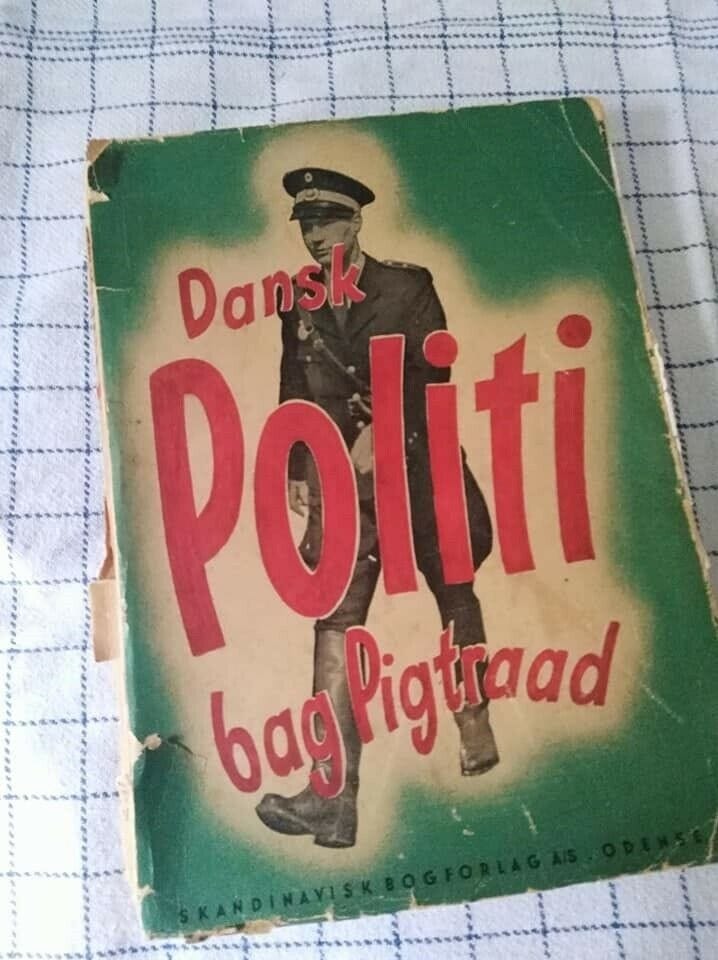 Dansk
Politi
bag Pigtraad
SKANDINAVISK BOGFORLAG A/S . ODENSE